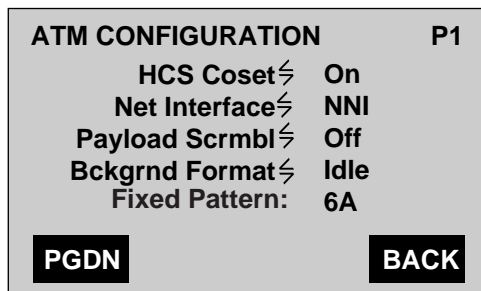 ATM CONFIGURATION P1
HCS Coset On
Net Interface NNI
Payload Scrmbl Off
Bckgrnd Format Idle
Fixed Pattern: 6A
PGDN BACK